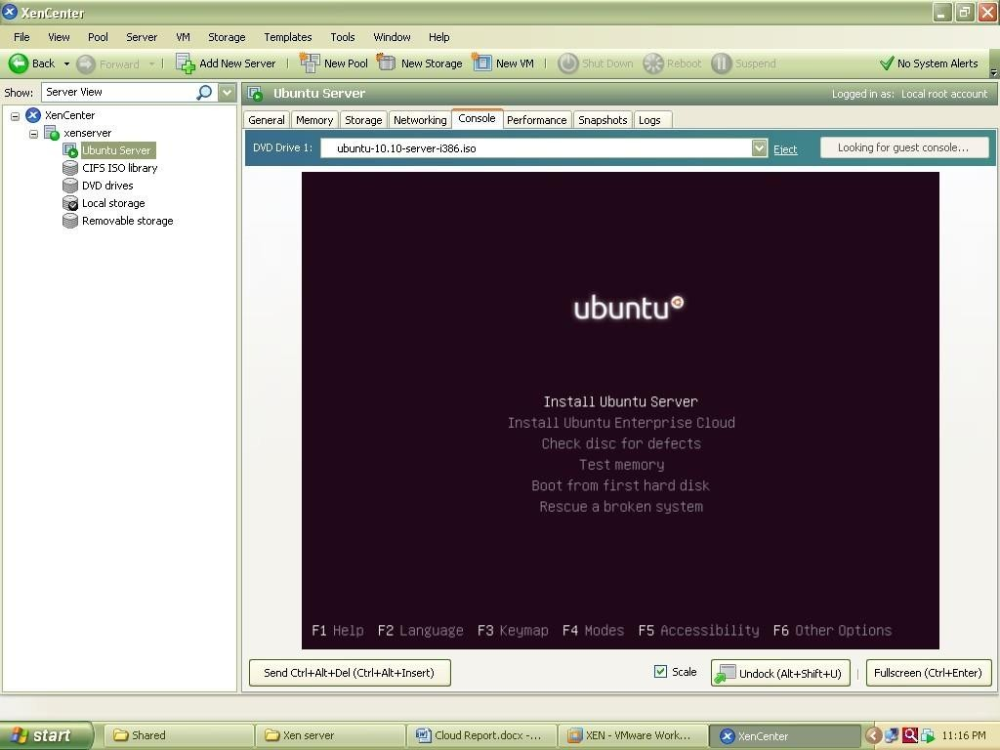 XenCenter
File View Pool Server VM Storage Templates Tools Window Help
Back Forward Add New Server New Pool New Storage New VM Shut Down Reboot Suspend No System Alerts
Show: Server View
Ubuntu Server Logged in as: Local root account
XenCenter
xenserver
Ubuntu Server
CIFS ISO library
DVD drives
Local storage
Removable storage
General Memory Storage Networking Console Performance Snapshots Logs
DVD Drive 1: ubuntu-10.10-server-i386.iso Eject Looking for guest console...
ubuntu
Install Ubuntu Server
Install Ubuntu Enterprise Cloud
Check disc for defects
Test memory
Boot from first hard disk
Rescue a broken system
F1 Help F2 Language F3 Keymap F4 Modes F5 Accessibility F6 Other Options
Send Ctrl+Alt+Del (Ctrl+Alt+Insert) Scale Undock (Alt+Shift+U) Fullscreen (Ctrl+Enter)
start Shared Xen server Cloud Report.docx -... XEN - VMware Work... XenCenter 11:16 PM